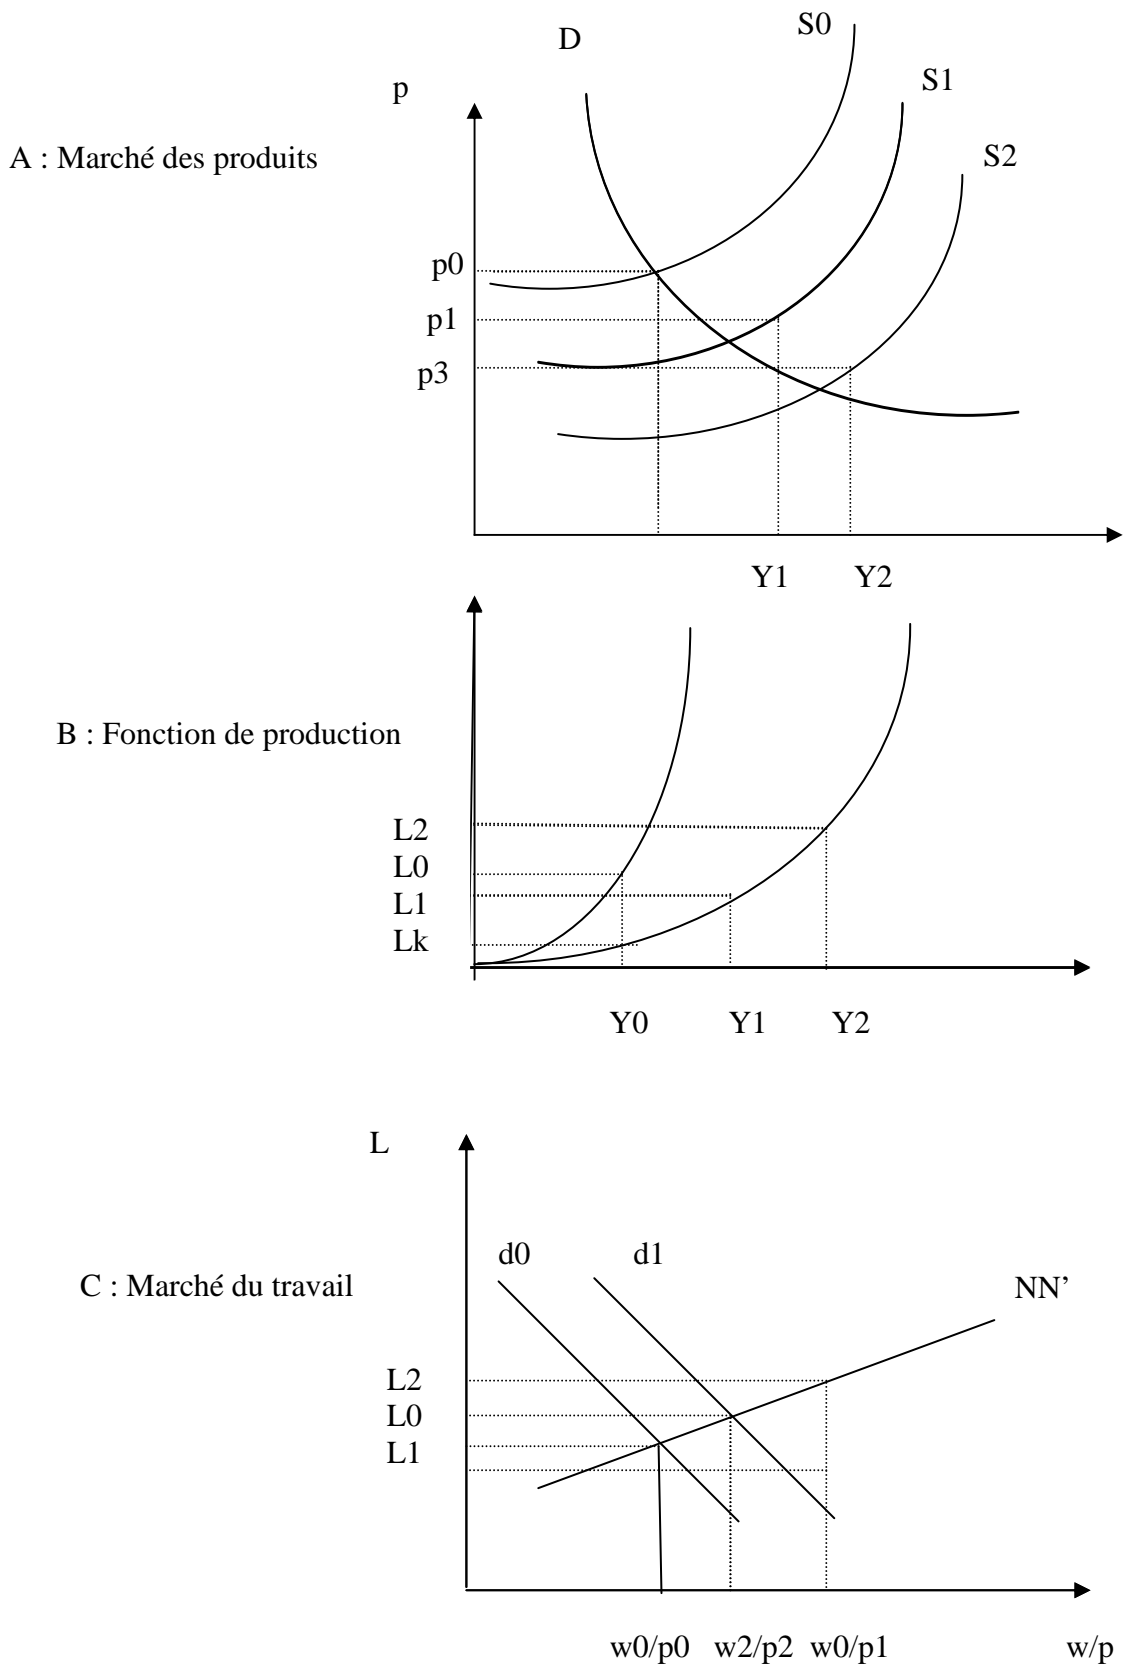 D
S0
p
S1
A : Marché des produits
S2
p0
p1
p3
Y1 Y2
B : Fonction de production
L2
L0
L1
Lk
Y0 Y1 Y2
L
d0 d1
C : Marché du travail
NN’
L2
L0
L1
w0/p0 w2/p2 w0/p1 w/p